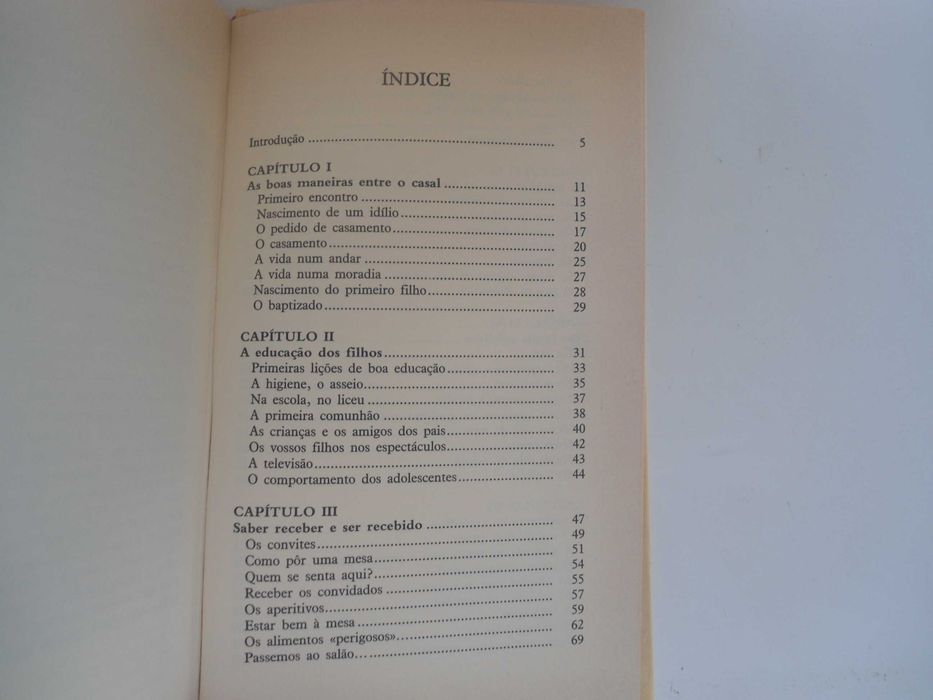 ÍNDICE
Introdução ........ 5
CAPÍTULO I
As boas maneiras entre o casal ........ 11
Primeiro encontro ........ 13
Nascimento de um idílio ........ 15
O pedido de casamento ........ 17
O casamento ........ 20
A vida num andar ........ 25
A vida numa moradia ........ 27
Nascimento do primeiro filho ........ 28
O baptizado ........ 29
CAPÍTULO II
A educação dos filhos ........ 31
Primeiras lições de boa educação ........ 33
A higiene, o asseio ........ 35
Na escola, no liceu ........ 37
A primeira comunhão ........ 38
As crianças e os amigos dos pais ........ 40
Os vossos filhos nos espectáculos ........ 42
A televisão ........ 43
O comportamento dos adolescentes ........ 44
CAPÍTULO III
Saber receber e ser recebido ........ 47
Os convites ........ 49
Como pôr uma mesa ........ 51
Quem se senta aqui? ........ 54
Receber os convidados ........ 55
Os aperitivos ........ 57
Estar bem à mesa ........ 59
Os alimentos «perigosos» ........ 62
Passemos ao salão ........ 69